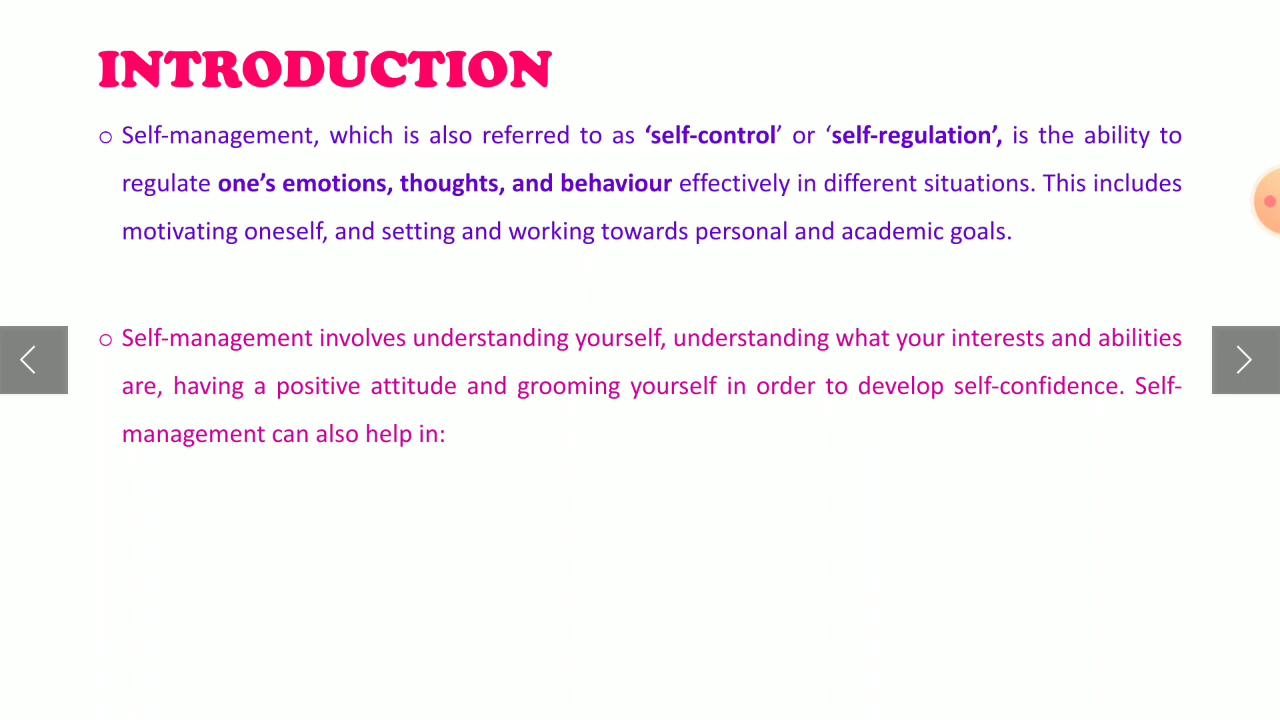 INTRODUCTION
○ Self-management, which is also referred to as ‘self-control’ or ‘self-regulation’, is the ability to
regulate one’s emotions, thoughts, and behaviour effectively in different situations. This includes
motivating oneself, and setting and working towards personal and academic goals.
○ Self-management involves understanding yourself, understanding what your interests and abilities
are, having a positive attitude and grooming yourself in order to develop self-confidence. Self-
management can also help in: